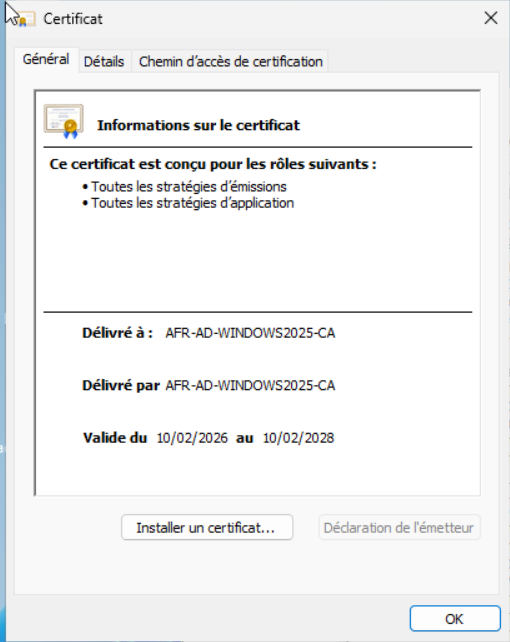 Certificat
Général Détails Chemin d'accès de certification
Informations sur le certificat
Ce certificat est conçu pour les rôles suivants :
• Toutes les stratégies d'émissions
• Toutes les stratégies d'application
Délivré à : AFR-AD-WINDOWS2025-CA
Délivré par AFR-AD-WINDOWS2025-CA
Valide du 10/02/2026 au 10/02/2028
Installer un certificat... Déclaration de l'émetteur
OK